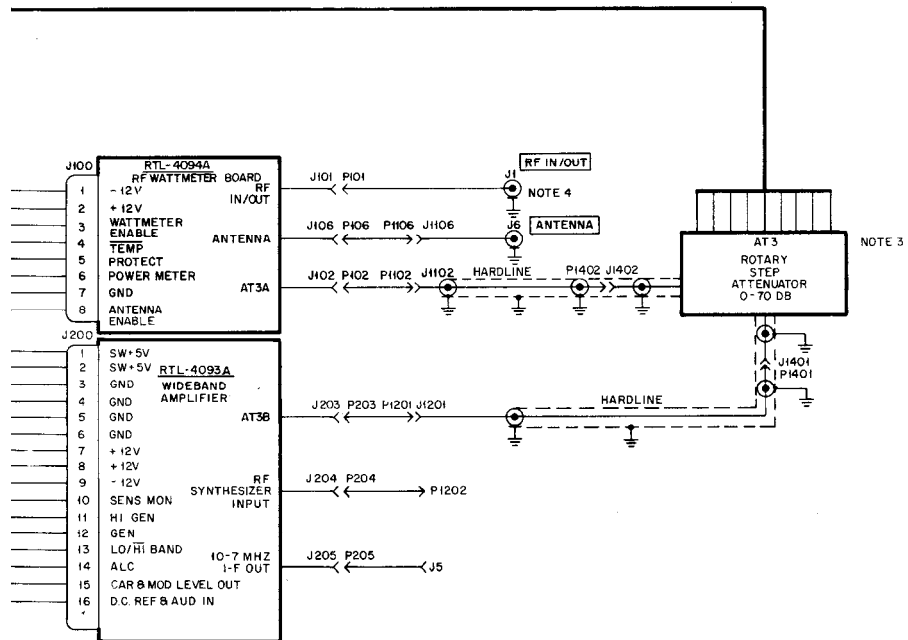 RF IN/OUT
J100
RTL-4094A
RF WATTMETER BOARD
1 -12V
2 +12V
3 WATTMETER ENABLE
4 TEMP
5 PROTECT
6 POWER METER
7 GND
8 ANTENNA ENABLE
RF IN/OUT
J101 P101
J1
NOTE 4
ANTENNA
J106 P106 P1106 J1106
J6
ANTENNA
AT3A
J102 P102 P1102 J1102
HARDLINE
P1402 J1402
AT3
ROTARY
STEP
ATTENUATOR
0-70 DB
NOTE 3
J1401
P1401
J200
RTL-4093A
WIDEBAND
AMPLIFIER
1 SW+5V
2 SW+5V
3 GND
4 GND
5 GND
6 GND
7 +12V
8 +12V
9 -12V
10 SENS MON
11 HI GEN
12 GEN
13 LO/HI BAND
14 ALC
15 CAR & MOD LEVEL OUT
16 D.C. REF & AUD IN
AT3B
J203 P203 P1201 J1201
HARDLINE
RF
SYNTHESIZER
INPUT
J204 P204
P1202
10-7 MHZ
I-F OUT
J205 P205
J5